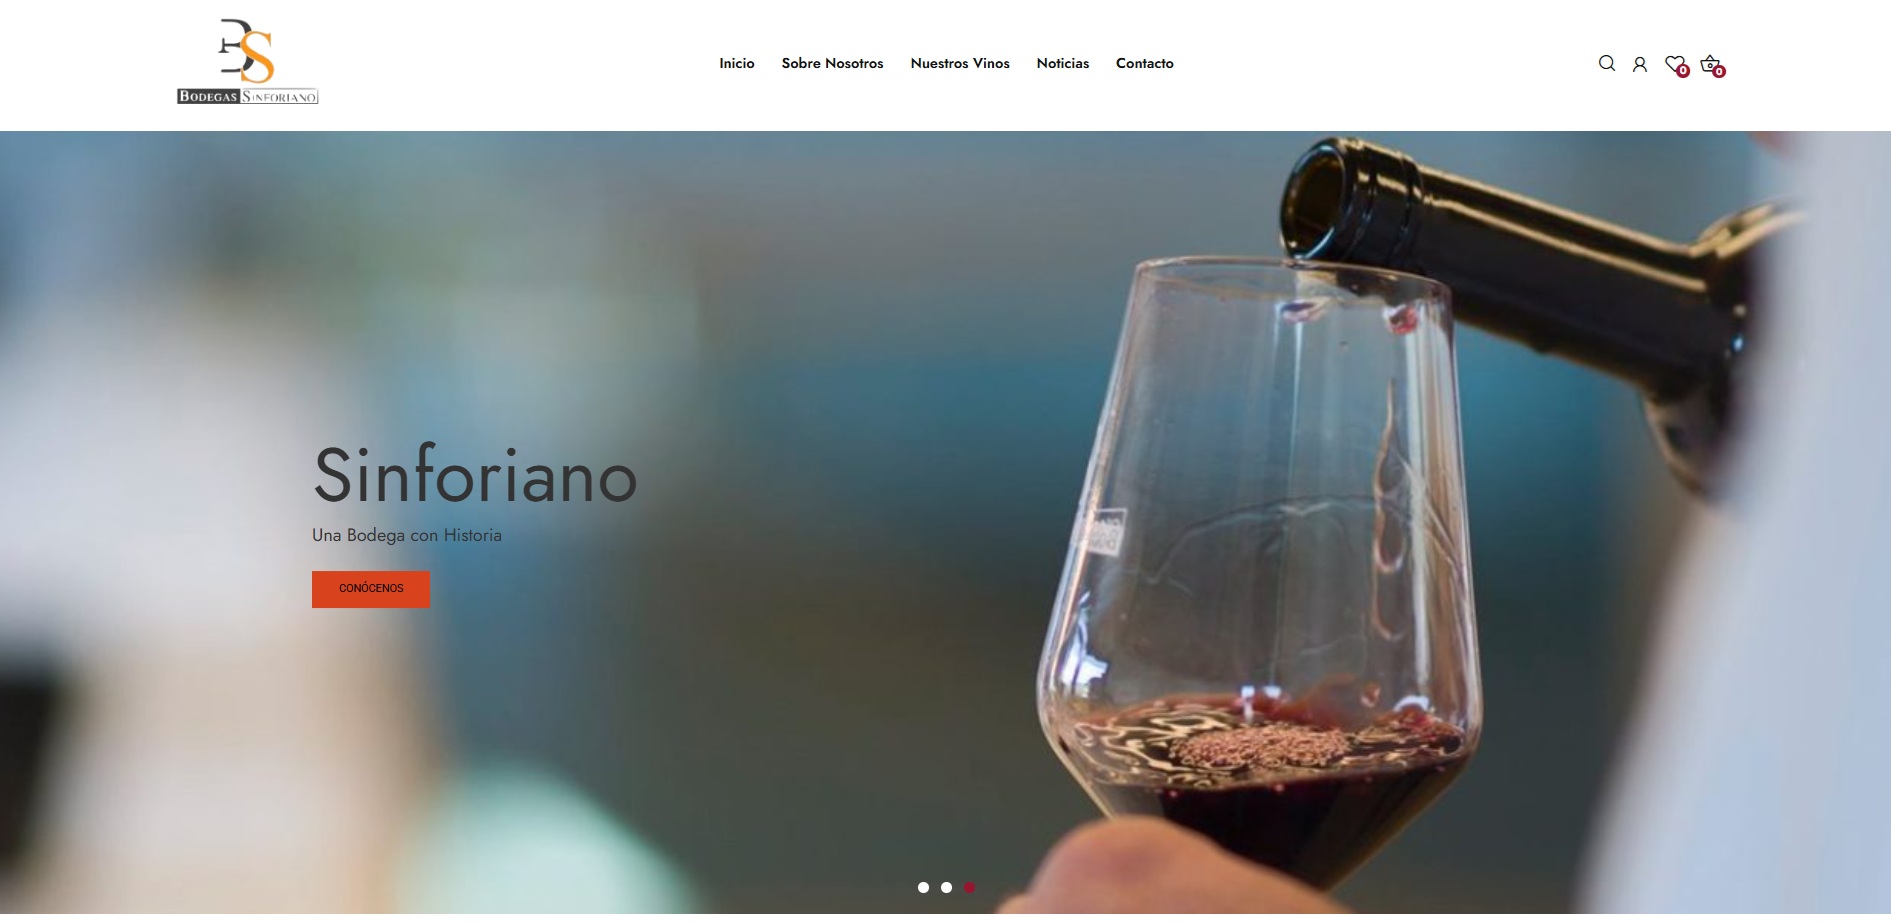 BS
BODEGAS SINFORIANO
Inicio Sobre Nosotros Nuestros Vinos Noticias Contacto
0 0
Sinforiano
Una Bodega con Historia
CONÓCENOS